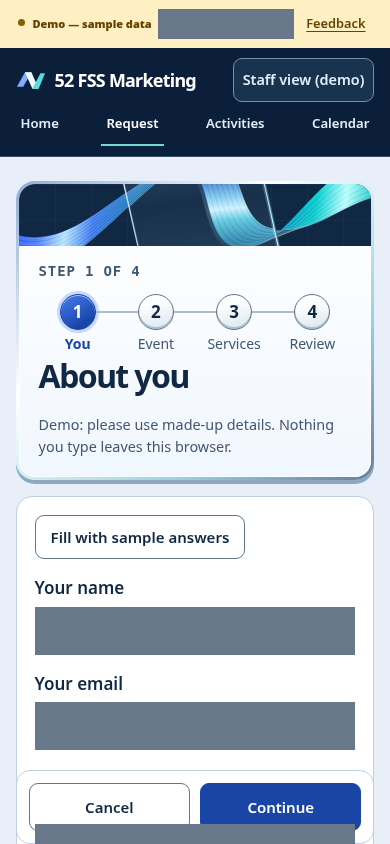 Demo — sample data
Feedback
52 FSS Marketing
Staff view (demo)
Home
Request
Activities
Calendar
STEP 1 OF 4
1
2
3
4
You
Event
Services
Review
About you
Demo: please use made-up details. Nothing
you type leaves this browser.
Fill with sample answers
Your name
Your email
Cancel
Continue